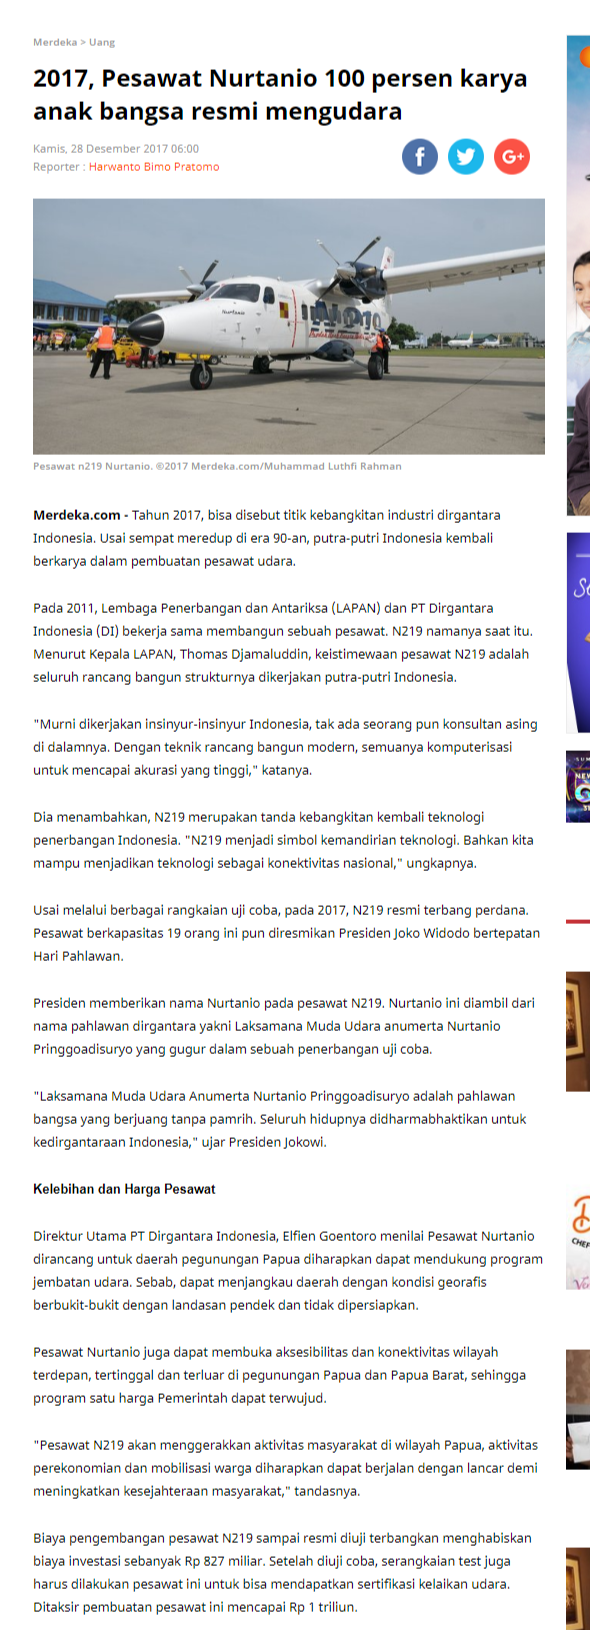 Merdeka > Uang
2017, Pesawat Nurtanio 100 persen karya
anak bangsa resmi mengudara
Kamis, 28 Desember 2017 06:00
Reporter : Harwanto Bimo Pratomo
f
G+
Nurtanio
Pesawat n219 Nurtanio. ©2017 Merdeka.com/Muhammad Luthfi Rahman
Merdeka.com - Tahun 2017, bisa disebut titik kebangkitan industri dirgantara
Indonesia. Usai sempat meredup di era 90-an, putra-putri Indonesia kembali
berkarya dalam pembuatan pesawat udara.
Pada 2011, Lembaga Penerbangan dan Antariksa (LAPAN) dan PT Dirgantara
Indonesia (DI) bekerja sama membangun sebuah pesawat. N219 namanya saat itu.
Menurut Kepala LAPAN, Thomas Djamaluddin, keistimewaan pesawat N219 adalah
seluruh rancang bangun strukturnya dikerjakan putra-putri Indonesia.
"Murni dikerjakan insinyur-insinyur Indonesia, tak ada seorang pun konsultan asing
di dalamnya. Dengan teknik rancang bangun modern, semuanya komputerisasi
untuk mencapai akurasi yang tinggi," katanya.
Dia menambahkan, N219 merupakan tanda kebangkitan kembali teknologi
penerbangan Indonesia. "N219 menjadi simbol kemandirian teknologi. Bahkan kita
mampu menjadikan teknologi sebagai konektivitas nasional," ungkapnya.
Usai melalui berbagai rangkaian uji coba, pada 2017, N219 resmi terbang perdana.
Pesawat berkapasitas 19 orang ini pun diresmikan Presiden Joko Widodo bertepatan
Hari Pahlawan.
Presiden memberikan nama Nurtanio pada pesawat N219. Nurtanio ini diambil dari
nama pahlawan dirgantara yakni Laksamana Muda Udara anumerta Nurtanio
Pringgoadisuryo yang gugur dalam sebuah penerbangan uji coba.
"Laksamana Muda Udara Anumerta Nurtanio Pringgoadisuryo adalah pahlawan
bangsa yang berjuang tanpa pamrih. Seluruh hidupnya didharmabhaktikan untuk
kedirgantaraan Indonesia," ujar Presiden Jokowi.
Kelebihan dan Harga Pesawat
Direktur Utama PT Dirgantara Indonesia, Elfien Goentoro menilai Pesawat Nurtanio
dirancang untuk daerah pegunungan Papua diharapkan dapat mendukung program
jembatan udara. Sebab, dapat menjangkau daerah dengan kondisi georafis
berbukit-bukit dengan landasan pendek dan tidak dipersiapkan.
Pesawat Nurtanio juga dapat membuka aksesibilitas dan konektivitas wilayah
terdepan, tertinggal dan terluar di pegunungan Papua dan Papua Barat, sehingga
program satu harga Pemerintah dapat terwujud.
"Pesawat N219 akan menggerakkan aktivitas masyarakat di wilayah Papua, aktivitas
perekonomian dan mobilisasi warga diharapkan dapat berjalan dengan lancar demi
meningkatkan kesejahteraan masyarakat," tandasnya.
Biaya pengembangan pesawat N219 sampai resmi diuji terbangkan menghabiskan
biaya investasi sebanyak Rp 827 miliar. Setelah diuji coba, serangkaian test juga
harus dilakukan pesawat ini untuk bisa mendapatkan sertifikasi kelaikan udara.
Ditaksir pembuatan pesawat ini mencapai Rp 1 triliun.